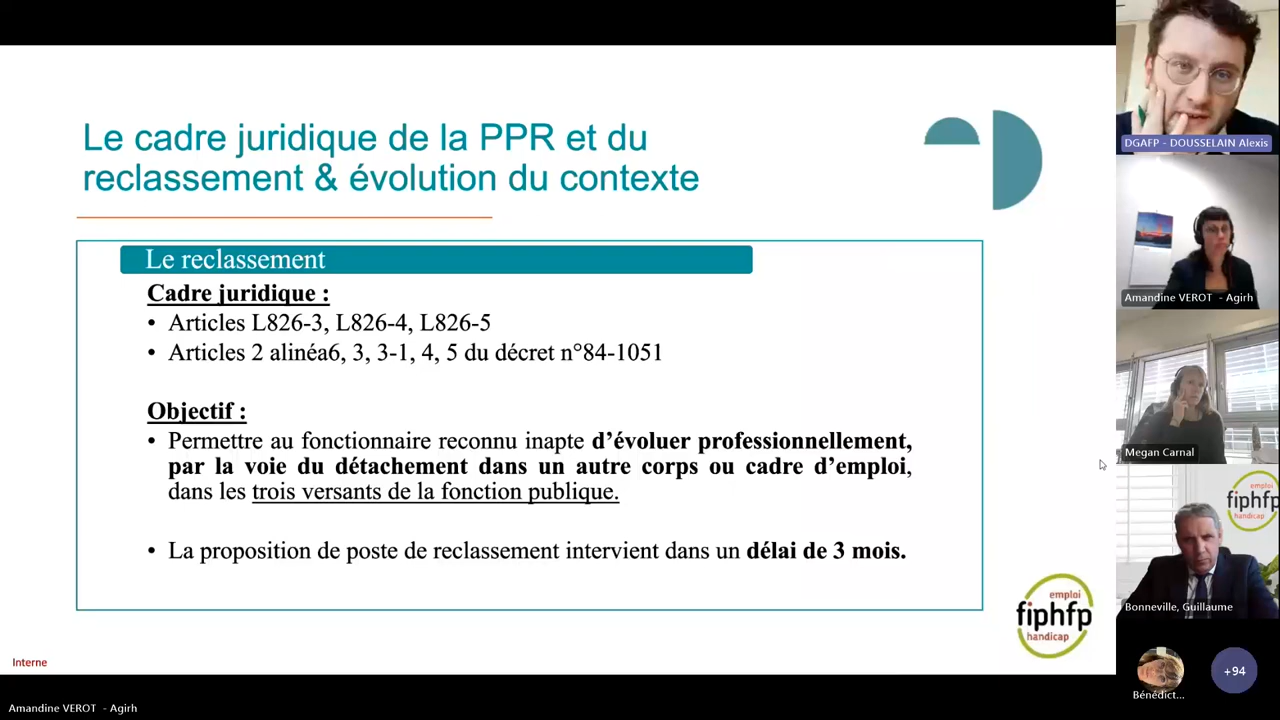 Le cadre juridique de la PPR et du
reclassement & évolution du contexte
Le reclassement
Cadre juridique :
• Articles L826-3, L826-4, L826-5
• Articles 2 alinéa6, 3, 3-1, 4, 5 du décret n°84-1051
Objectif :
• Permettre au fonctionnaire reconnu inapte d’évoluer professionnellement,
par la voie du détachement dans un autre corps ou cadre d’emploi,
dans les trois versants de la fonction publique.
• La proposition de poste de reclassement intervient dans un délai de 3 mois.
emploi
fiphfp
handicap
Interne
Amandine VEROT - Agirh
DGAFP - DOUSSELAIN Alexis
Amandine VEROT - Agirh
Megan Carnal
emploi
fiphfp
handicap
Bonneville, Guillaume
Bénédict...
+94